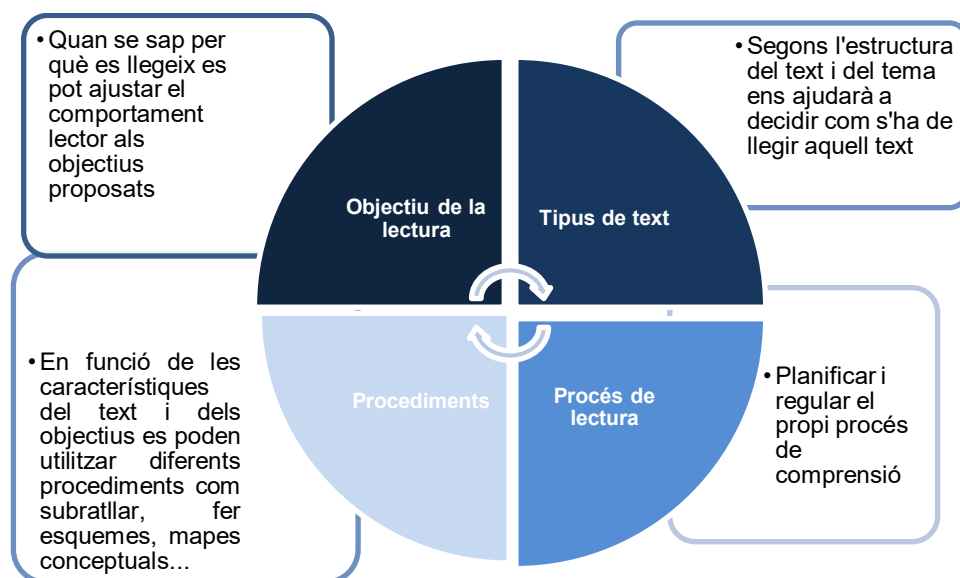 • Quan se sap per
què es llegeix es
pot ajustar el
comportament
lector als
objectius
proposats
• Segons l'estructura
del text i del tema
ens ajudarà a
decidir com s'ha de
llegir aquell text
Objectiu de la
lectura
Tipus de text
Procediments
Procés de
lectura
• En funció de les
característiques
del text i dels
objectius es poden
utilitzar diferents
procediments com
subratllar, fer
esquemes, mapes
conceptuals...
• Planificar i
regular el
propi procés
de
comprensió